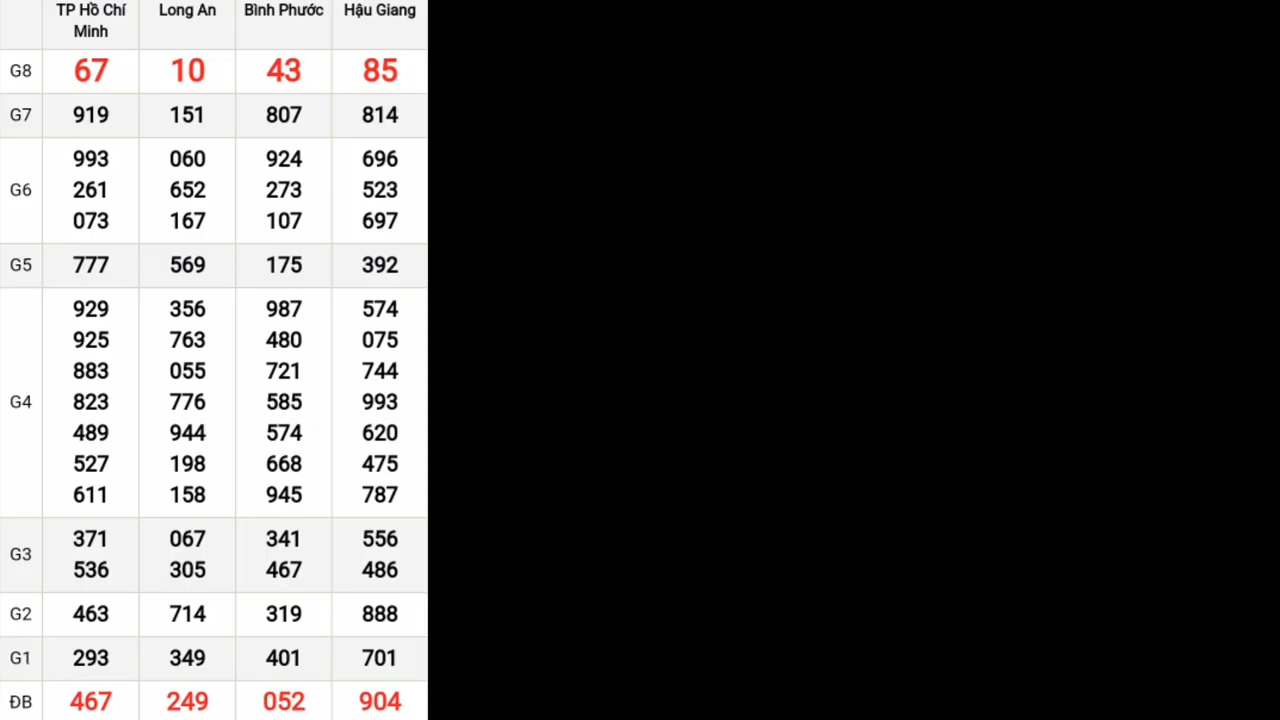 TP Hồ Chí Minh Long An Bình Phước Hậu Giang
G8 67 10 43 85
G7 919 151 807 814
993 060 924 696
G6 261 652 273 523
073 167 107 697
G5 777 569 175 392
929 356 987 574
925 763 480 075
883 055 721 744
G4 823 776 585 993
489 944 574 620
527 198 668 475
611 158 945 787
G3 371 067 341 556
536 305 467 486
G2 463 714 319 888
G1 293 349 401 701
ĐB 467 249 052 904